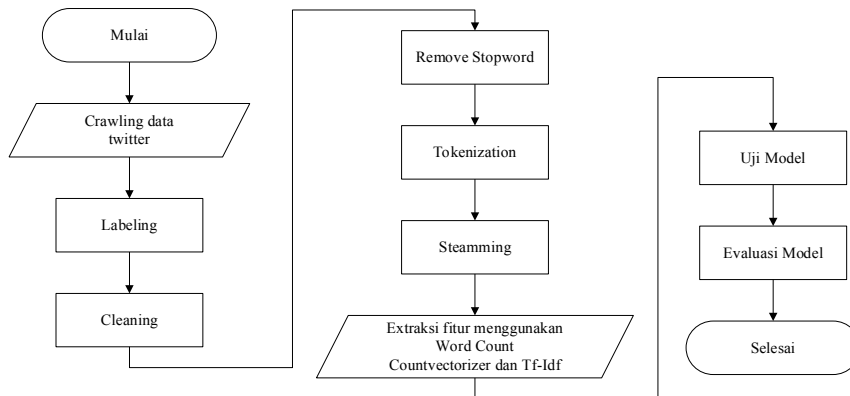 Mulai
Crawling data
twitter
Labeling
Cleaning
Remove Stopword
Tokenization
Steamming
Extraksi fitur menggunakan
Word Count
Countvectorizer dan Tf-Idf
Uji Model
Evaluasi Model
Selesai